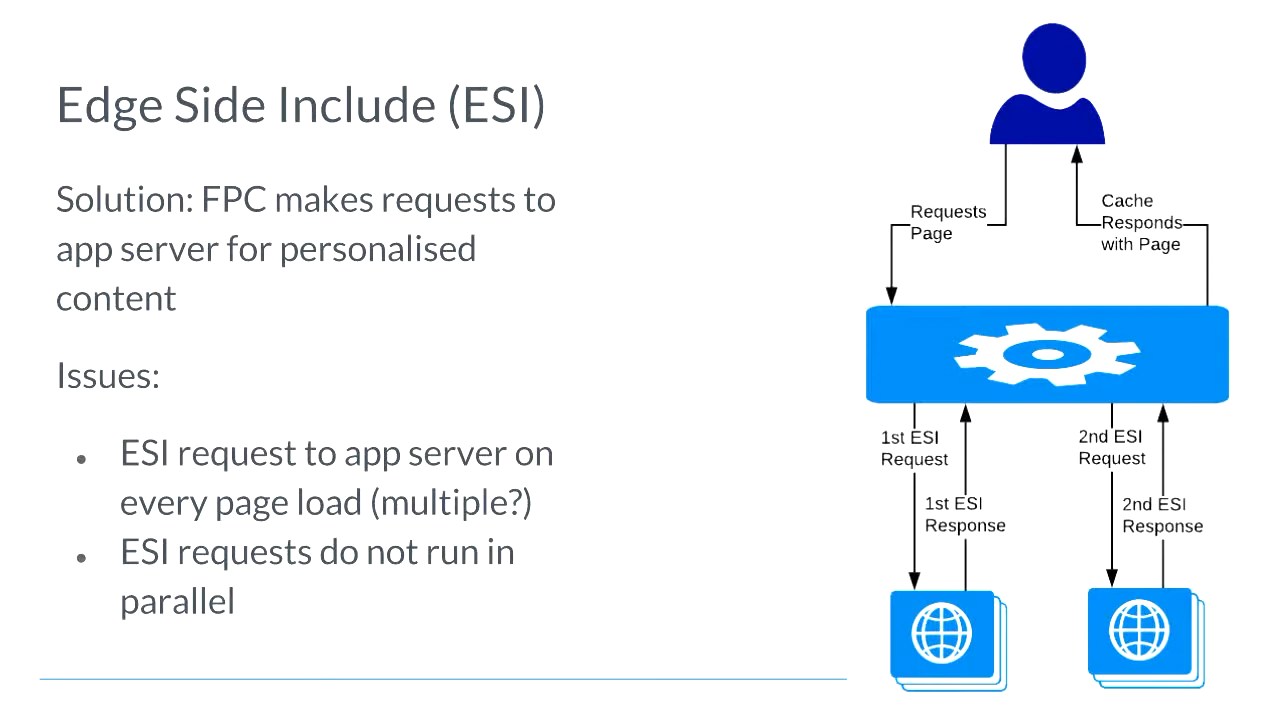 Edge Side Include (ESI)
Solution: FPC makes requests to
app server for personalised
content
Issues:
• ESI request to app server on
every page load (multiple?)
• ESI requests do not run in
parallel
Requests
Page
Cache
Responds
with Page
1st ESI
Request
1st ESI
Response
2nd ESI
Request
2nd ESI
Response